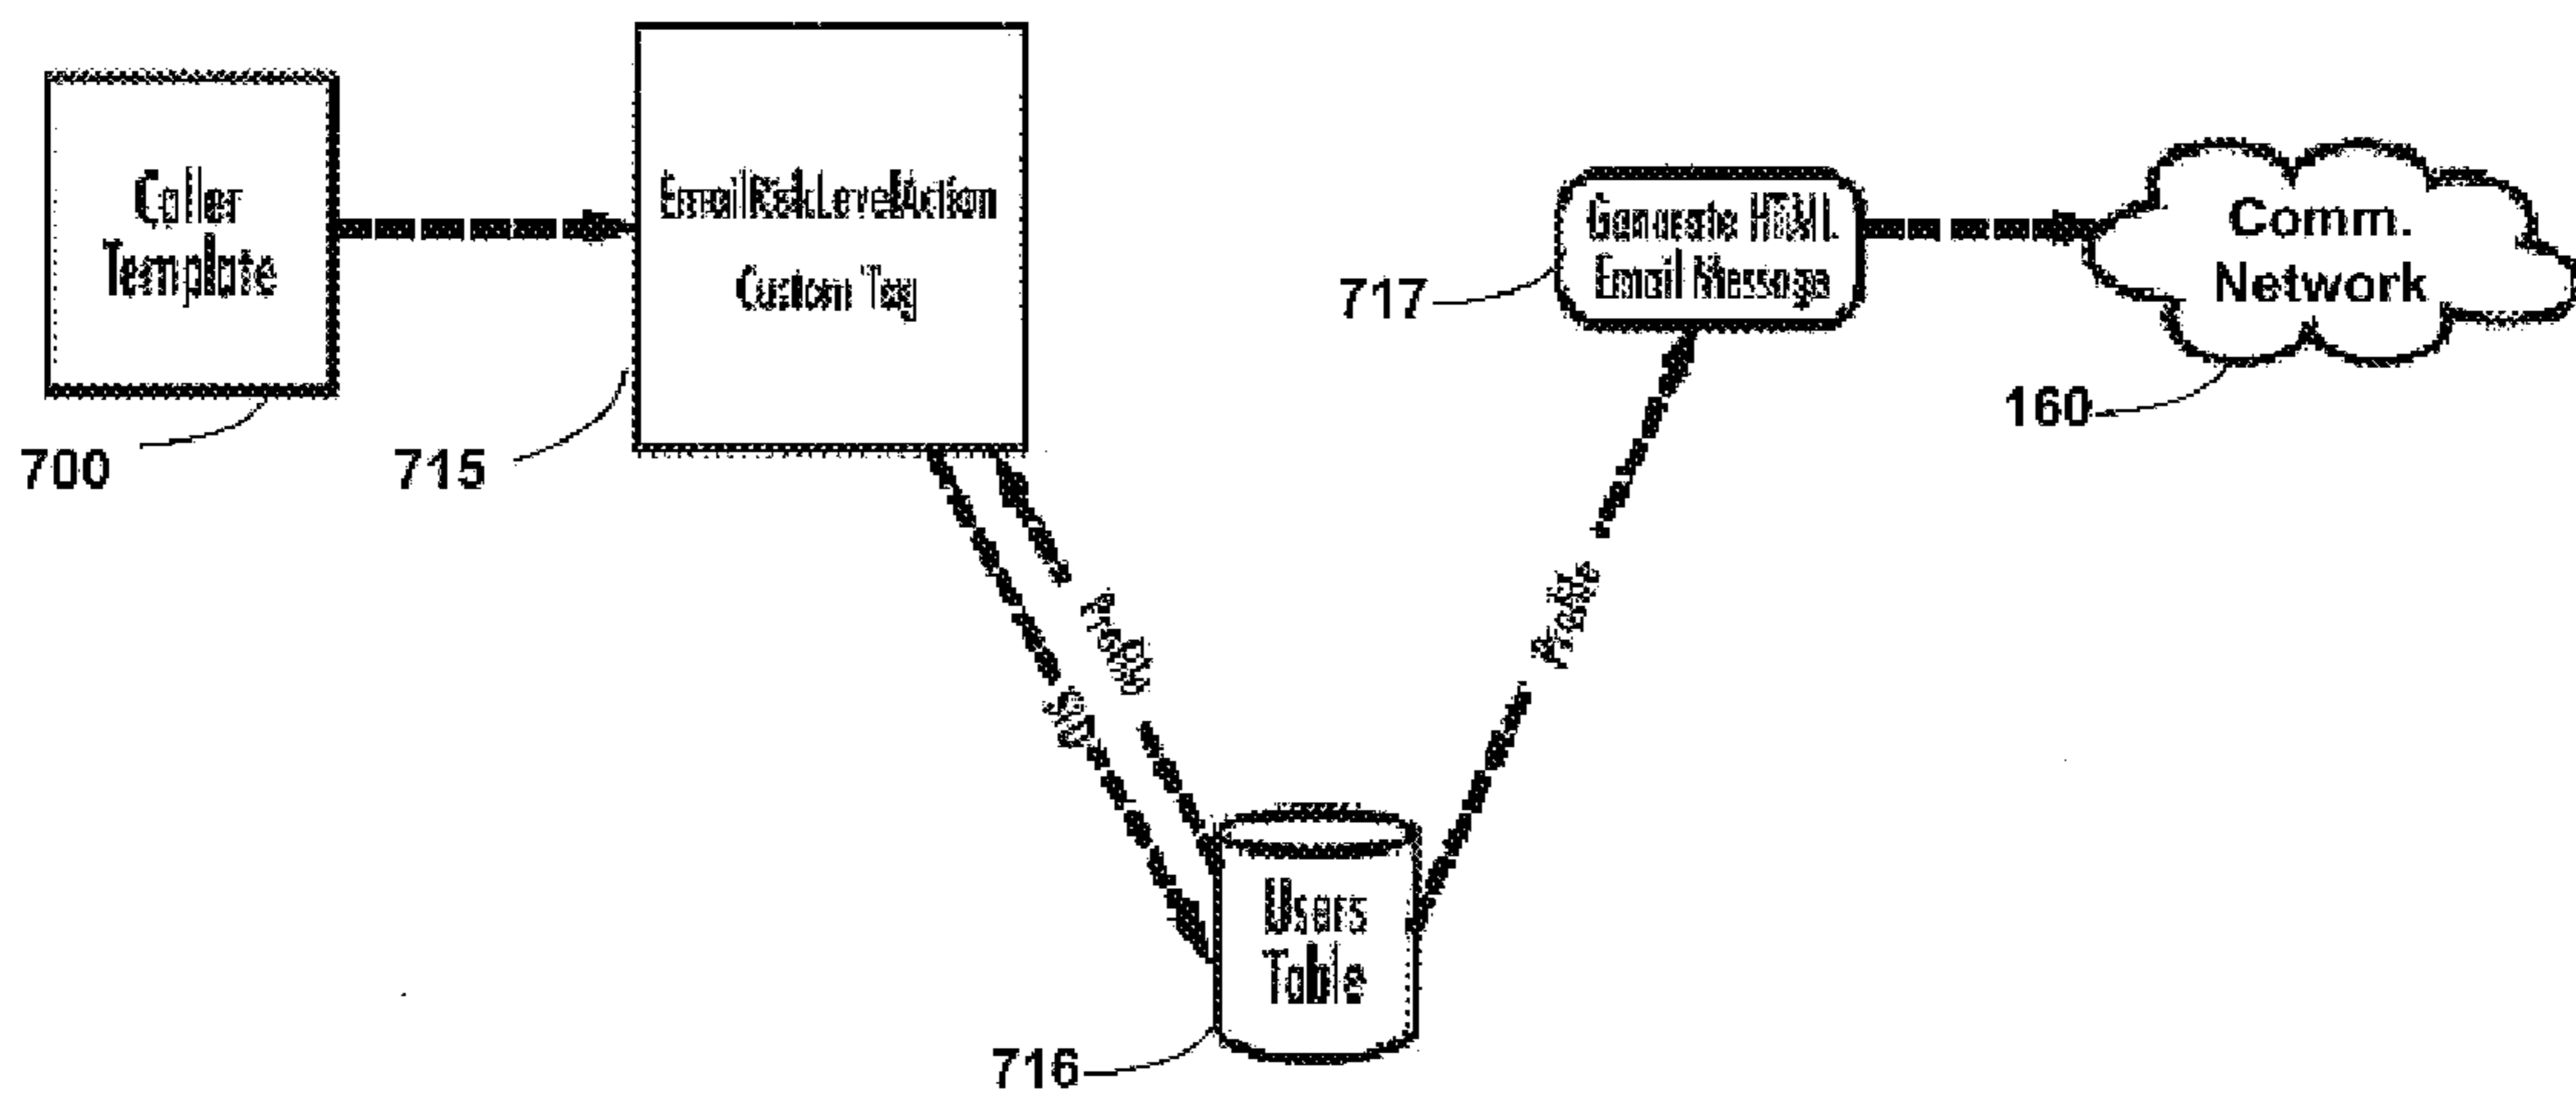 Caller
Template
EmailRiskLevelAction
Custom Tag
Generate HTML
Email Message
Comm.
Network
717
160
700
715
Profile
Profile
Users
Table
716